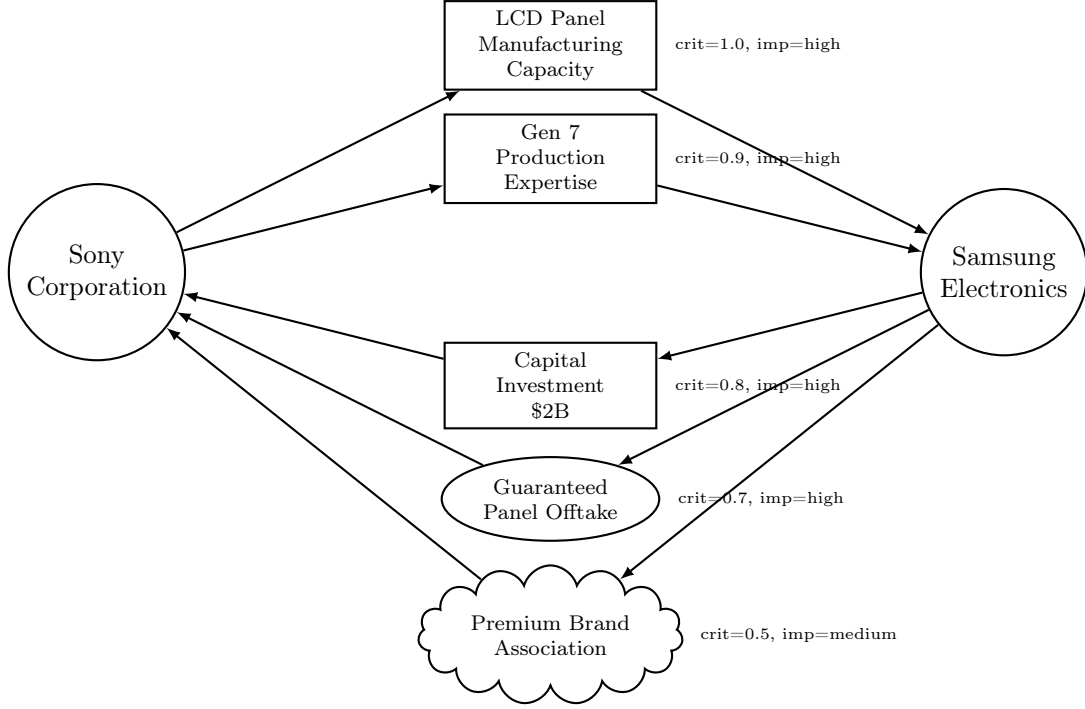 LCD Panel
Manufacturing
Capacity
crit=1.0, imp=high
Gen 7
Production
Expertise
crit=0.9, imp=high
Sony
Corporation
Samsung
Electronics
Capital
Investment
$2B
crit=0.8, imp=high
Guaranteed
Panel Offtake
crit=0.7, imp=high
Premium Brand
Association
crit=0.5, imp=medium